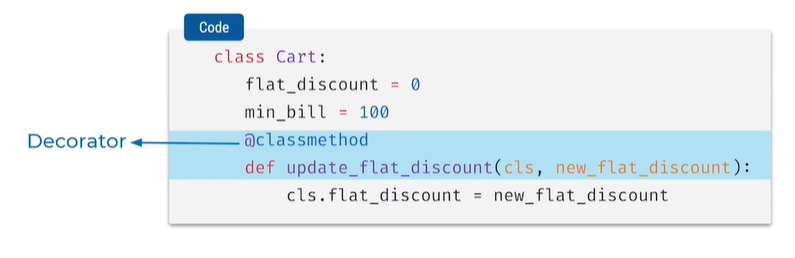 Code
class Cart:
    flat_discount = 0
    min_bill = 100
Decorator
    @classmethod
    def update_flat_discount(cls, new_flat_discount):
        cls.flat_discount = new_flat_discount